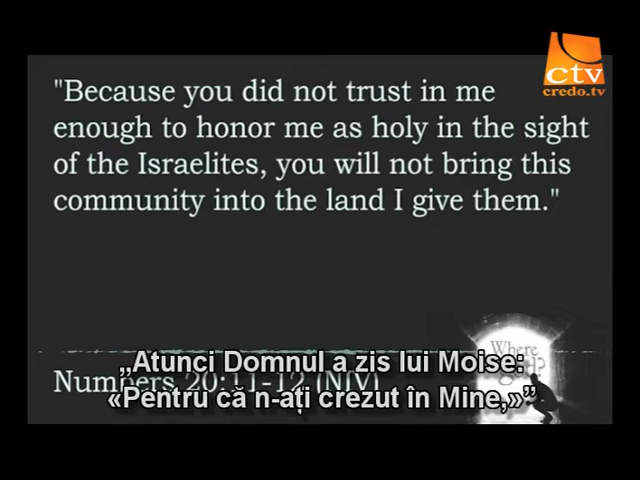 ctv
credo.tv
"Because you did not trust in me
enough to honor me as holy in the sight
of the Israelites, you will not bring this
community into the land I give them."
Where
Numbers 20:11-12 (NIV)
„Atunci Domnul a zis lui Moise:
«Pentru că n-ați crezut în Mine,»”